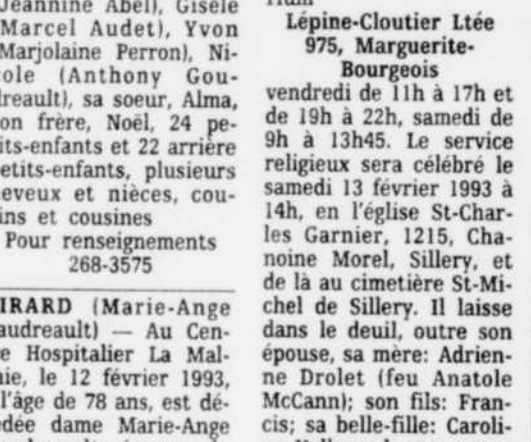 Jeannine Abel), Gisèle
Marcel Audet), Yvon
Marjolaine Perron), Ni-
cole (Anthony Gou-
dreault), sa soeur, Alma,
son frère, Noël, 24 pe-
tits-enfants et 22 arrière
petits-enfants, plusieurs
neveux et nièces, cou-
sins et cousines
Pour renseignements
268-3575
IRARD (Marie-Ange
audreault) — Au Cen-
re Hospitalier La Mal-
aie, le 12 février 1993,
l'âge de 78 ans, est dé-
cédée dame Marie-Ange
Lépine-Cloutier Ltée
975, Marguerite-
Bourgeois
vendredi de 11h à 17h et
de 19h à 22h, samedi de
9h à 13h45. Le service
religieux sera célébré le
samedi 13 février 1993 à
14h, en l'église St-Char-
les Garnier, 1215, Cha-
noine Morel, Sillery, et
de là au cimetière St-Mi-
chel de Sillery. Il laisse
dans le deuil, outre son
épouse, sa mère: Adrien-
ne Drolet (feu Anatole
McCann); son fils: Fran-
cis; sa belle-fille: Caroli-